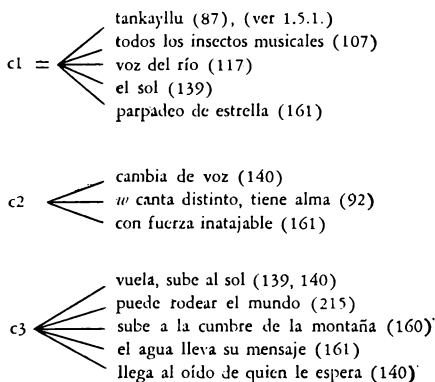 tankayllu (87), (ver 1.5.1.)
todos los insectos musicales (107)
c1 = voz del río (117)
el sol (139)
parpadeo de estrella (161)
cambia de voz (140)
c2 w canta distinto, tiene alma (92)
con fuerza inatajable (161)
vuela, sube al sol (139, 140)
puede rodear el mundo (215)
c3 sube a la cumbre de la montaña (160)
el agua lleva su mensaje (161)
llega al oído de quien le espera (140)